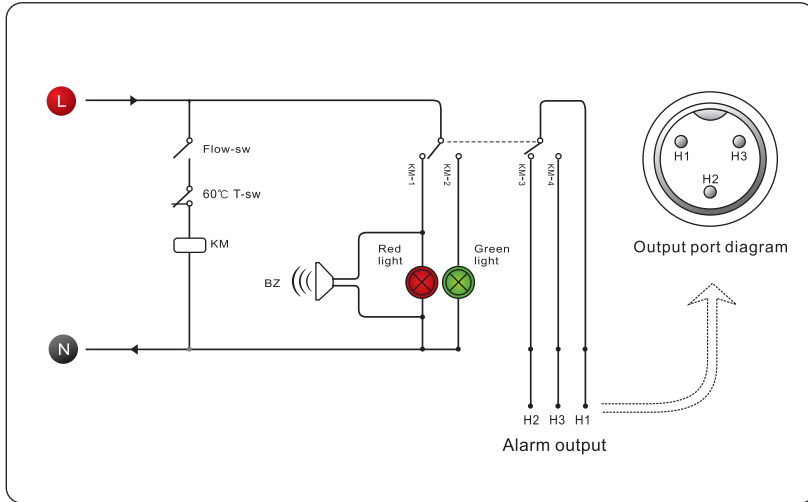 L
Flow-sw
60℃ T-sw
KM
N
BZ
Red
light
Green
light
KM-1
KM-2
KM-3
KM-4
H2 H3 H1
Alarm output
H1
H3
H2
Output port diagram